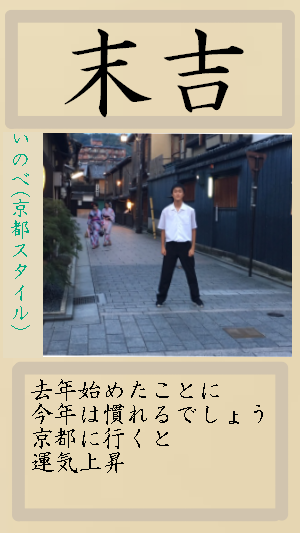 末吉
いのべ(京都スタイル)
去年始めたことに
今年は慣れるでしょう
京都に行くと
運気上昇